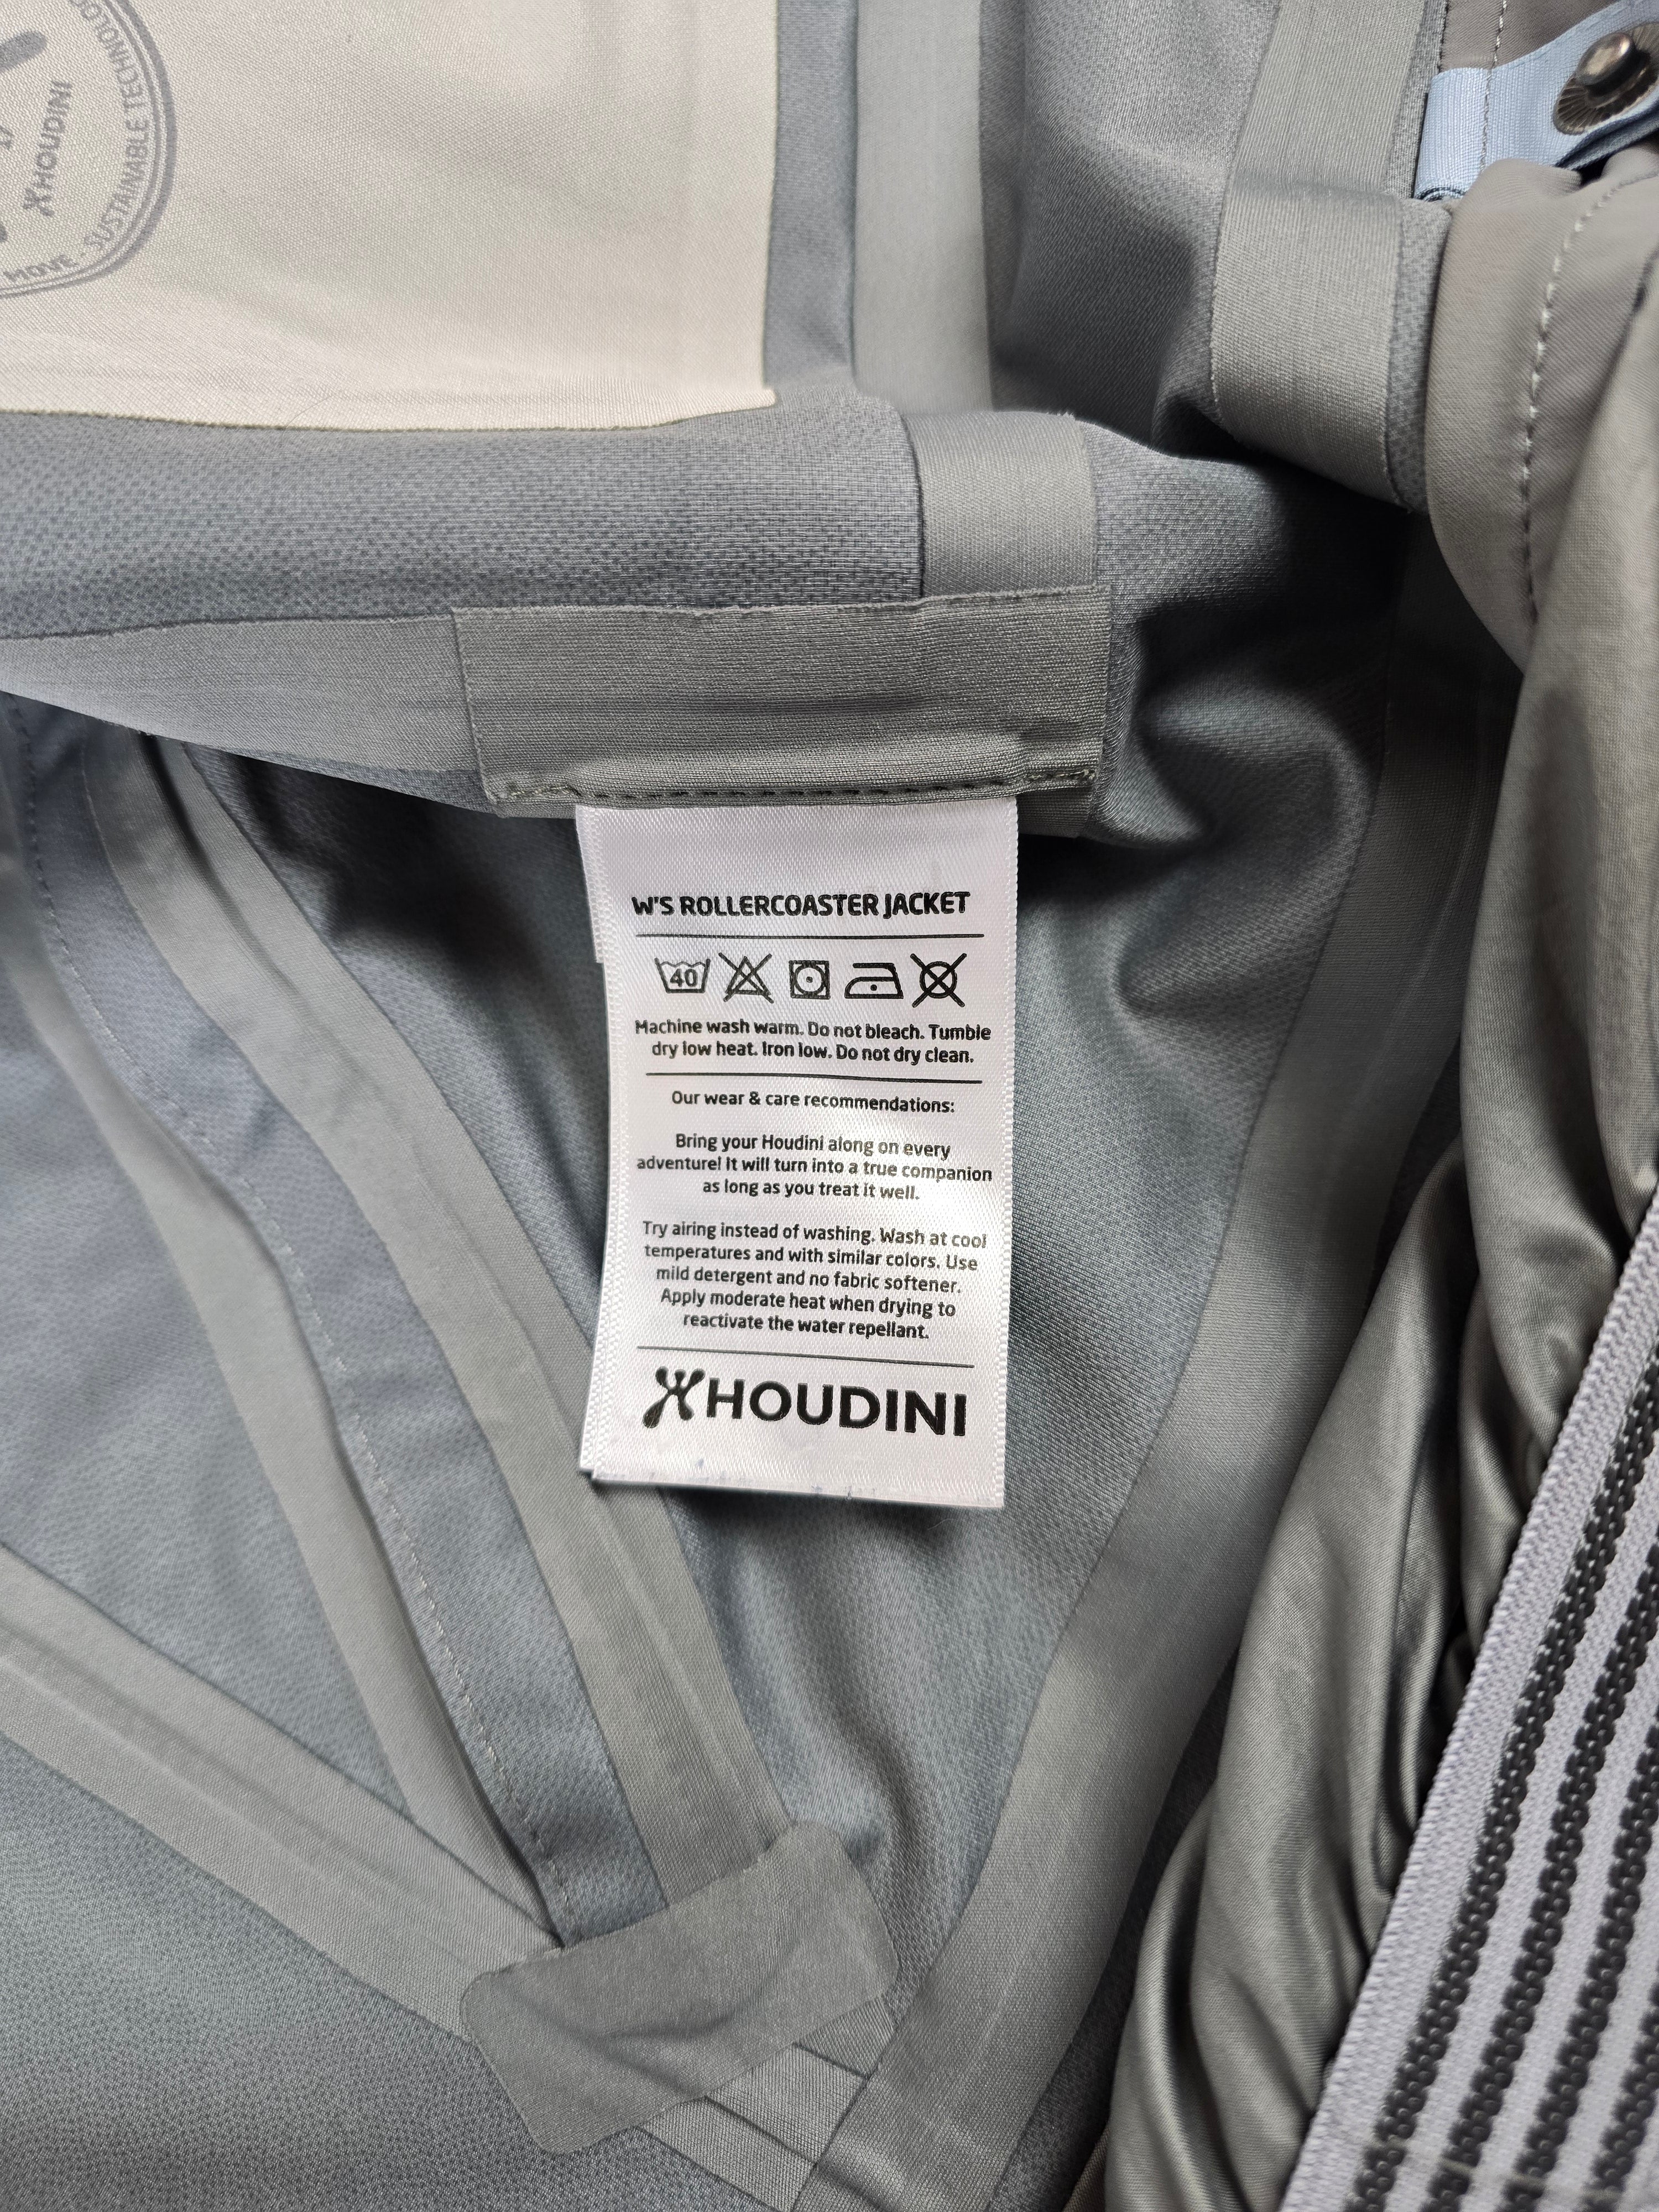 HOUDINI
MOVE - SUSTAINABLE
W'S ROLLERCOASTER JACKET
40
Machine wash warm. Do not bleach. Tumble
dry low heat. Iron low. Do not dry clean.
Our wear & care recommendations:
Bring your Houdini along on every
adventure! It will turn into a true companion
as long as you treat it well.
Try airing instead of washing. Wash at cool
temperatures and with similar colors. Use
mild detergent and no fabric softener.
Apply moderate heat when drying to
reactivate the water repellant.
HOUDINI